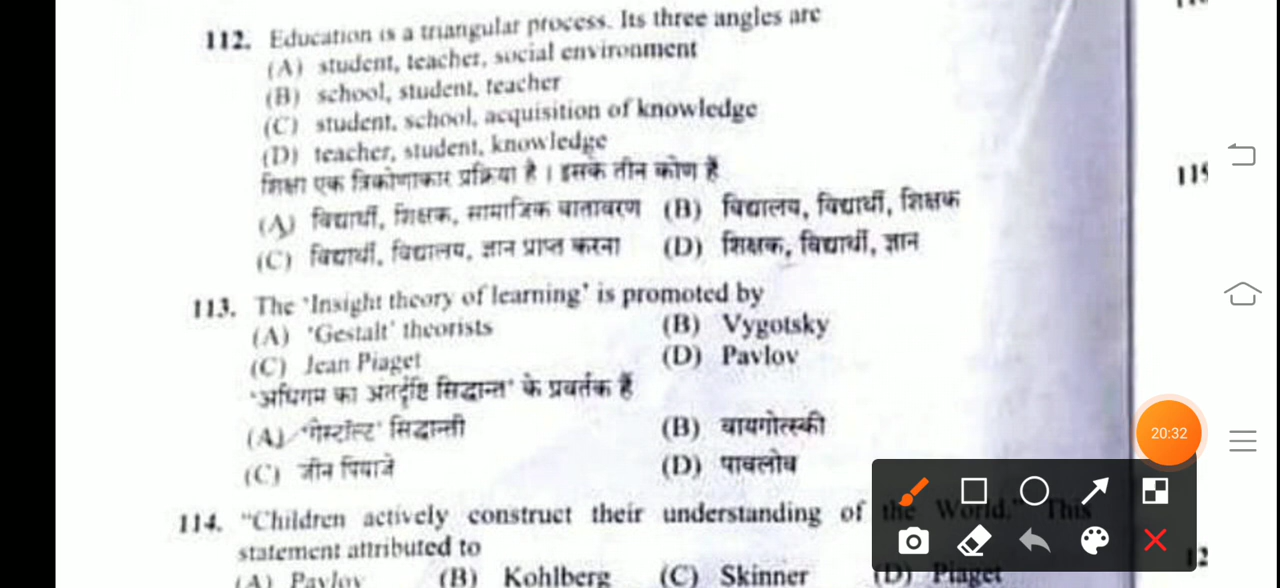 112. Education is a triangular process. Its three angles are
(A) student, teacher, social environment
(B) school, student, teacher
(C) student, school, acquisition of knowledge
(D) teacher, student, knowledge
शिक्षा एक त्रिकोणाकार प्रक्रिया है । इसके तीन कोण हैं
(A) विद्यार्थी, शिक्षक, सामाजिक वातावरण (B) विद्यालय, विद्यार्थी, शिक्षक
(C) विद्यार्थी, विद्यालय, ज्ञान प्राप्त करना (D) शिक्षक, विद्यार्थी, ज्ञान
113. The 'Insight theory of learning' is promoted by
(A) 'Gestalt' theorists (B) Vygotsky
(C) Jean Piaget (D) Pavlov
'अधिगम का अंतर्दृष्टि सिद्धान्त' के प्रवर्तक हैं
(A) 'गेस्टॉल्ट' सिद्धान्ती (B) वायगोत्स्की
(C) जीन पियाजे (D) पावलोव
114. "Children actively construct their understanding of the World." This
statement attributed to
(A) Pavlov (B) Kohlberg (C) Skinner (D) Piaget
20:32